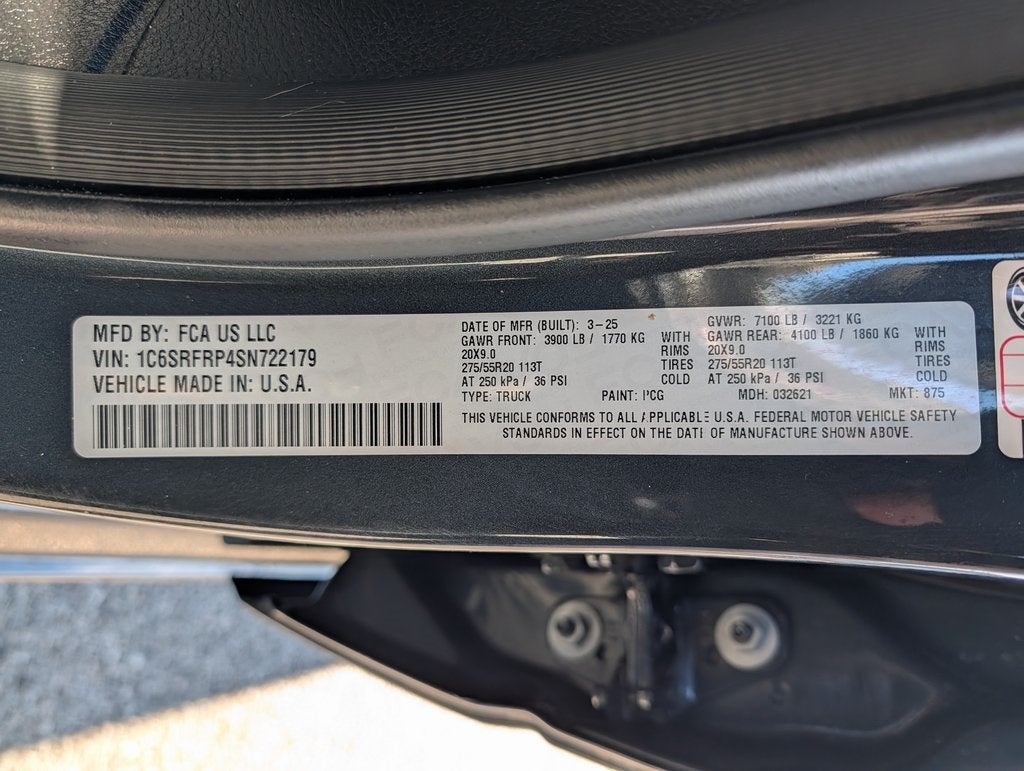 MFD BY: FCA US LLC
VIN: 1C6SRFRP4SN722179
VEHICLE MADE IN: U.S.A.
DATE OF MFR (BUILT): 3-25
GAWR FRONT: 3900 LB / 1770 KG WITH
20X9.0 RIMS
275/55R20 113T TIRES
AT 250 kPa / 36 PSI COLD
TYPE: TRUCK PAINT:
GVWR: 7100 LB / 3221 KG
GAWR REAR: 4100 LB / 1860 KG WITH
20X9.0 RIMS
275/55R20 113T TIRES
AT 250 kPa / 36 PSI COLD
MDH: 032621 MKT: 875
THIS VEHICLE CONFORMS TO ALL APPLICABLE U.S.A. FEDERAL MOTOR VEHICLE SAFETY
STANDARDS IN EFFECT ON THE DATE OF MANUFACTURE SHOWN ABOVE.